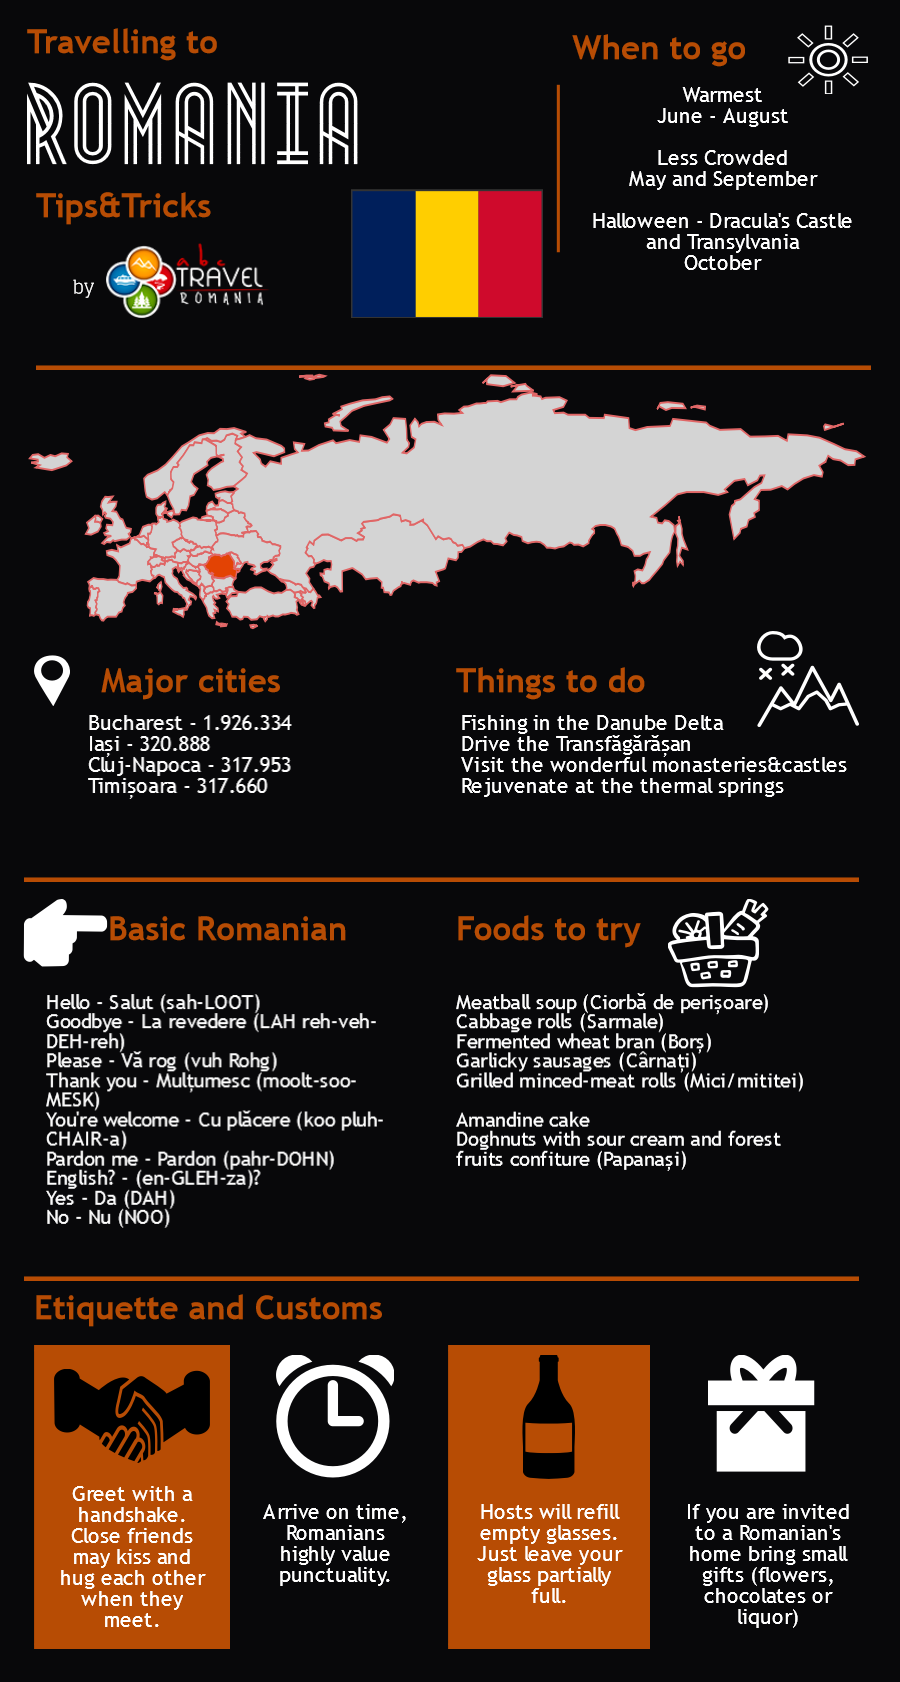 Travelling to
ROMANIA
Tips&Tricks
by
abc
TRAVEL
ROMANIA
When to go
Warmest
June - August
Less Crowded
May and September
Halloween - Dracula's Castle
and Transylvania
October
Major cities
Bucharest - 1.926.334
Iași - 320.888
Cluj-Napoca - 317.953
Timișoara - 317.660
Things to do
Fishing in the Danube Delta
Drive the Transfăgărășan
Visit the wonderful monasteries&castles
Rejuvenate at the thermal springs
Basic Romanian
Hello - Salut (sah-LOOT)
Goodbye - La revedere (LAH reh-veh-
DEH-reh)
Please - Vă rog (vuh Rohg)
Thank you - Mulțumesc (moolt-soo-
MESK)
You're welcome - Cu plăcere (koo pluh-
CHAIR-a)
Pardon me - Pardon (pahr-DOHN)
English? - (en-GLEH-za)?
Yes - Da (DAH)
No - Nu (NOO)
Foods to try
Meatball soup (Ciorbă de perișoare)
Cabbage rolls (Sarmale)
Fermented wheat bran (Borș)
Garlicky sausages (Cârnați)
Grilled minced-meat rolls (Mici/mititei)
Amandine cake
Doghnuts with sour cream and forest
fruits confiture (Papanași)
Etiquette and Customs
Greet with a
handshake.
Close friends
may kiss and
hug each other
when they
meet.
Arrive on time,
Romanians
highly value
punctuality.
Hosts will refill
empty glasses.
Just leave your
glass partially
full.
If you are invited
to a Romanian's
home bring small
gifts (flowers,
chocolates or
liquor)